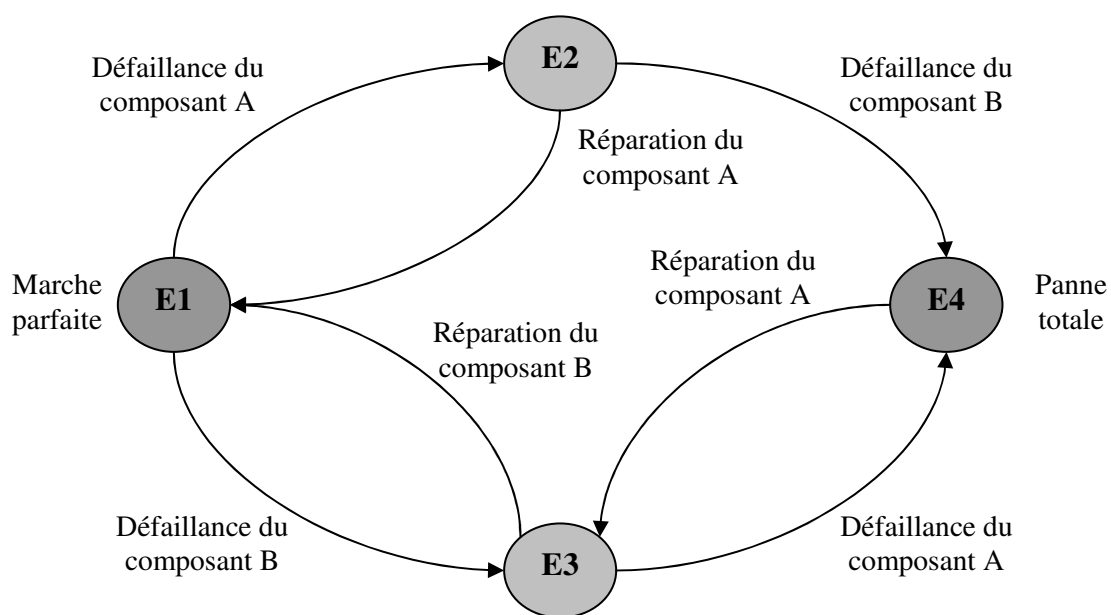 E2
Défaillance du
composant A
Défaillance du
composant B
Réparation du
composant A
Marche
parfaite
E1
Réparation du
composant A
E4
Panne
totale
Réparation du
composant B
Défaillance du
composant B
E3
Défaillance du
composant A